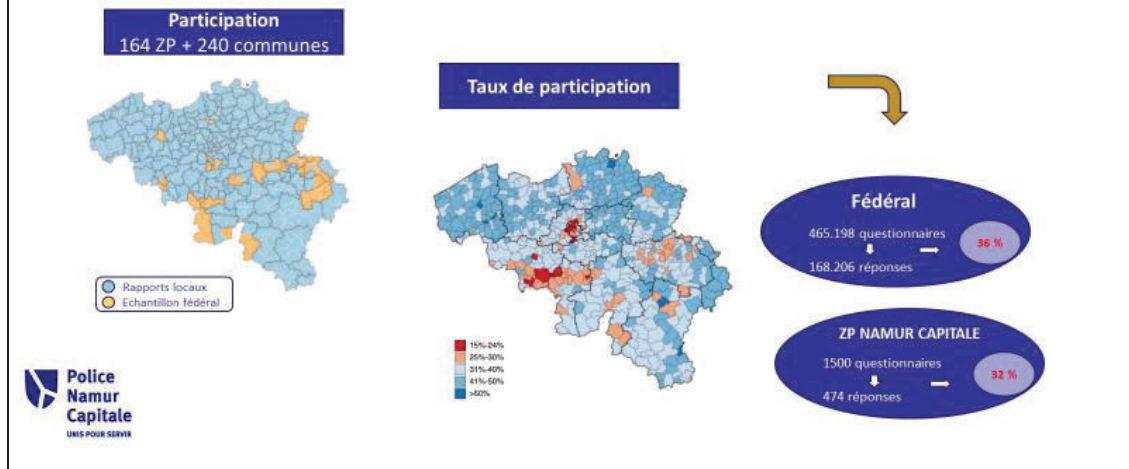 Participation
164 ZP + 240 communes
Rapports locaux
Echantillon fédéral
Taux de participation
15%-24%
25%-30%
31%-40%
41%-50%
>50%
Fédéral
465.198 questionnaires
36 %
168.206 réponses
ZP NAMUR CAPITALE
1500 questionnaires
32 %
474 réponses
Police
Namur
Capitale
UNIS POUR SERVIR